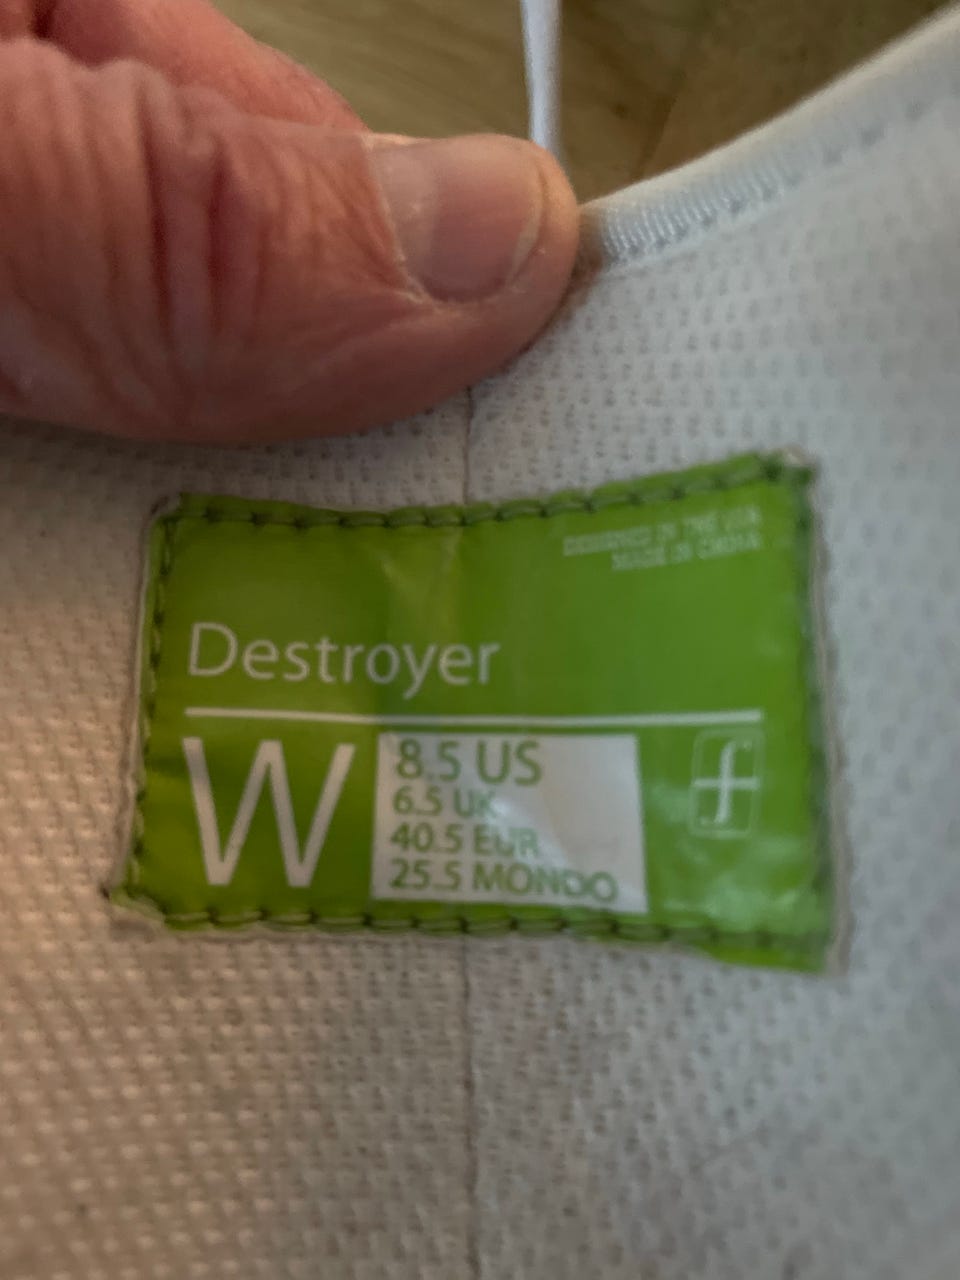 DESIGNED IN THE USA
MADE IN CHINA
Destroyer
W
8.5 US
6.5 UK
40.5 EUR
25.5 MONDO
f